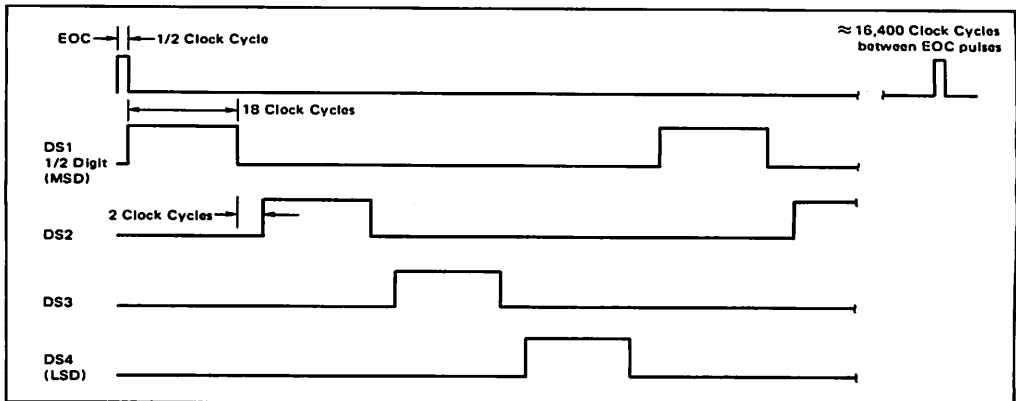 EOC
1/2 Clock Cycle
≈ 16,400 Clock Cycles
between EOC pulses
18 Clock Cycles
DS1
1/2 Digit
(MSD)
2 Clock Cycles
DS2
DS3
DS4
(LSD)